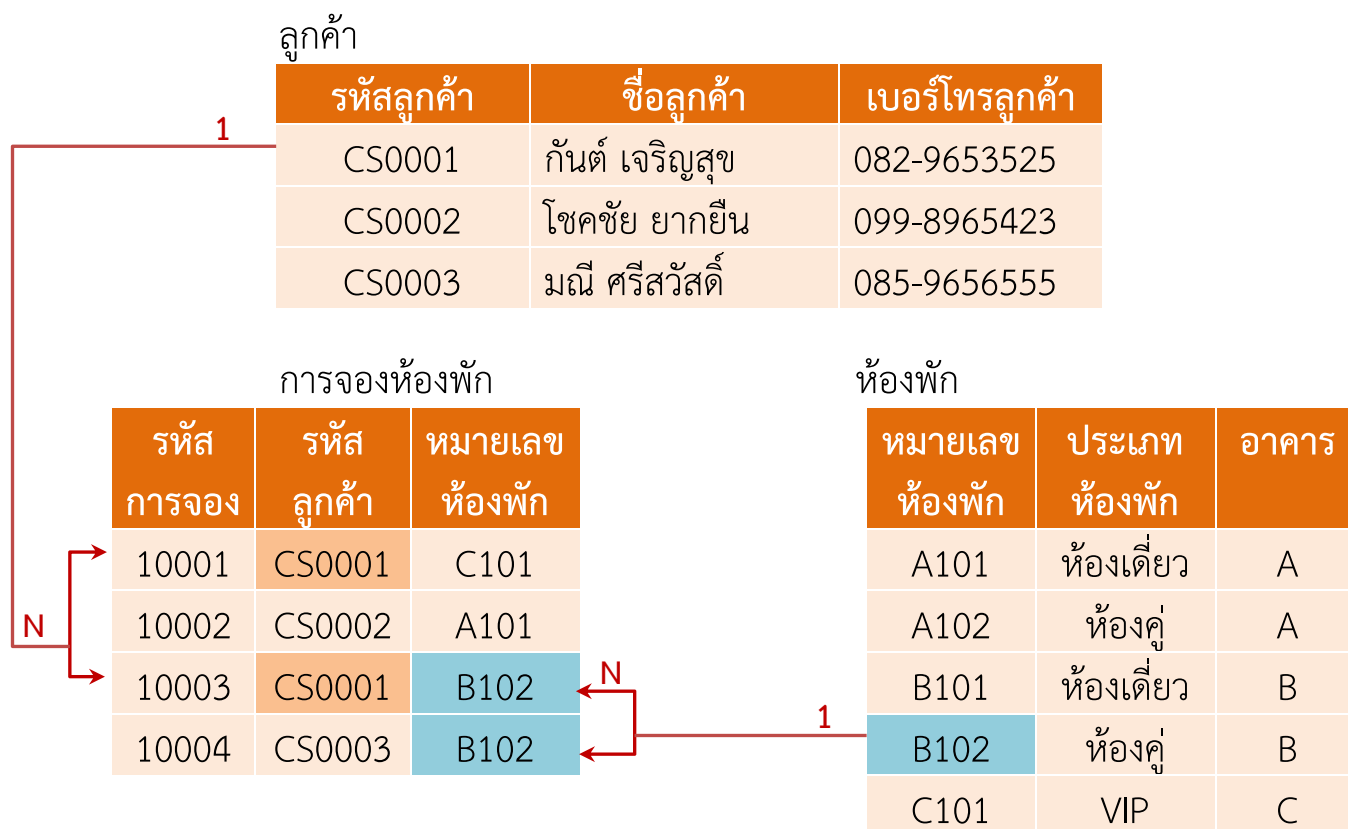 ลูกค้า
รหัสลูกค้า ชื่อลูกค้า เบอร์โทรลูกค้า
1
CS0001 กันต์ เจริญสุข 082-9653525
CS0002 โชคชัย ยากยืน 099-8965423
CS0003 มณี ศรีสวัสดิ์ 085-9656555
การจองห้องพัก
รหัส รหัส หมายเลข
การจอง ลูกค้า ห้องพัก
10001 CS0001 C101
10002 CS0002 A101
N
10003 CS0001 B102
N
10004 CS0003 B102
1
ห้องพัก
หมายเลข ประเภท อาคาร
ห้องพัก ห้องพัก
A101 ห้องเดี่ยว A
A102 ห้องคู่ A
B101 ห้องเดี่ยว B
B102 ห้องคู่ B
C101 VIP C